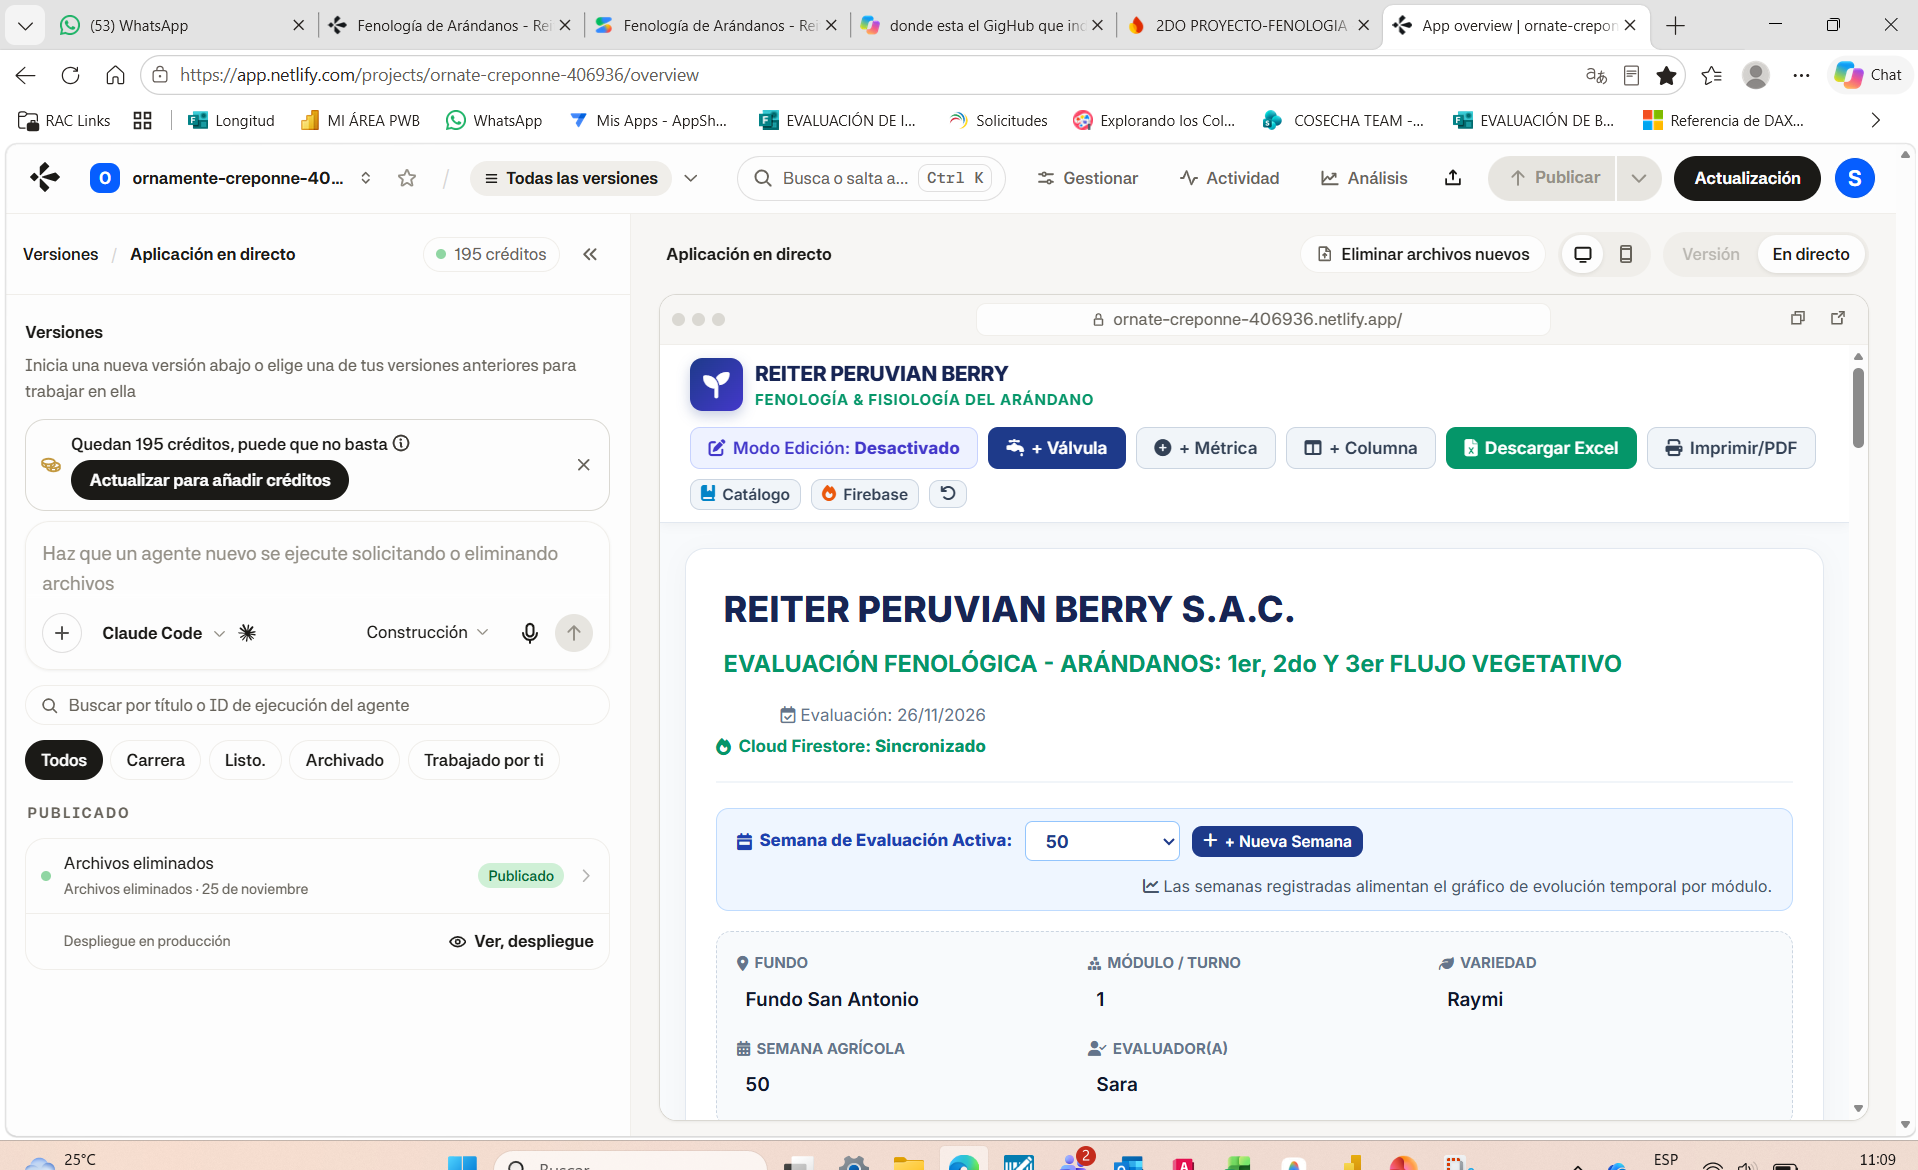 (53) WhatsApp
Fenología de Arándanos - Rei
Fenología de Arándanos - Rei
donde esta el GigHub que inc
2DO PROYECTO-FENOLOGIA
App overview | ornate-crepon
https://app.netlify.com/projects/ornate-creponne-406936/overview
Chat
RAC Links
Longitud
MI ÁREA PWB
WhatsApp
Mis Apps - AppSh...
EVALUACIÓN DE I...
Solicitudes
Explorando los Col...
COSECHA TEAM -...
EVALUACIÓN DE B...
Referencia de DAX...
O
ornamente-creponne-40...
/
Todas las versiones
Busca o salta a...
Ctrl K
Gestionar
Actividad
Análisis
Publicar
Actualización
S
Versiones / Aplicación en directo
195 créditos
Versiones
Inicia una nueva versión abajo o elige una de tus versiones anteriores para
trabajar en ella
Quedan 195 créditos, puede que no basta
Actualizar para añadir créditos
Haz que un agente nuevo se ejecute solicitando o eliminando
archivos
Claude Code
Construcción
Buscar por título o ID de ejecución del agente
Todos
Carrera
Listo.
Archivado
Trabajado por ti
PUBLICADO
Archivos eliminados
Archivos eliminados · 25 de noviembre
Publicado
Despliegue en producción
Ver, despliegue
Aplicación en directo
Eliminar archivos nuevos
Versión
En directo
ornate-creponne-406936.netlify.app/
REITER PERUVIAN BERRY
FENOLOGÍA & FISIOLOGÍA DEL ARÁNDANO
Modo Edición: Desactivado
+ Válvula
+ Métrica
+ Columna
Descargar Excel
Imprimir/PDF
Catálogo
Firebase
REITER PERUVIAN BERRY S.A.C.
EVALUACIÓN FENOLÓGICA - ARÁNDANOS: 1er, 2do Y 3er FLUJO VEGETATIVO
Evaluación: 26/11/2026
Cloud Firestore: Sincronizado
Semana de Evaluación Activa:
50
+ Nueva Semana
Las semanas registradas alimentan el gráfico de evolución temporal por módulo.
FUNDO
Fundo San Antonio
MÓDULO / TURNO
1
VARIEDAD
Raymi
SEMANA AGRÍCOLA
50
EVALUADOR(A)
Sara
25°C
Buscar
2
ESP
11:09